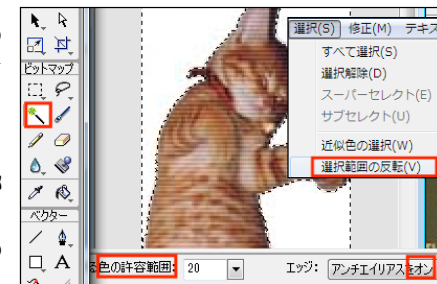 選択(S) 修正(M) テキス
すべて選択(S)
選択解除(D)
スーパーセレクト(E)
サブセレクト(U)
近似色の選択(W)
選択範囲の反転(V)
ビットマップ
ベクター
A
色の許容範囲: 20 エッジ: アンチエイリアスをオン